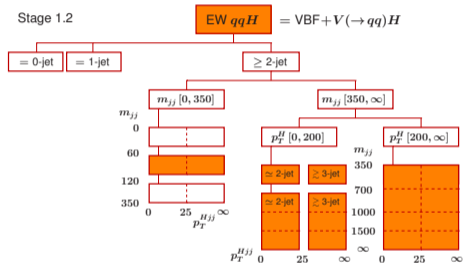 Stage 1.2
EW qqH = VBF+V(→qq)H
= 0-jet
= 1-jet
≥ 2-jet
m_jj [0, 350]
m_jj [350, ∞]
m_jj
0
60
120
350
0 25 ∞
p_T^Hjj
p_T^H [0, 200]
p_T^H [200, ∞]
≃ 2-jet
≳ 3-jet
≃ 2-jet
≳ 3-jet
m_jj
350
700
1000
1500
∞
p_T^Hjj 0 25 ∞
0 25 ∞